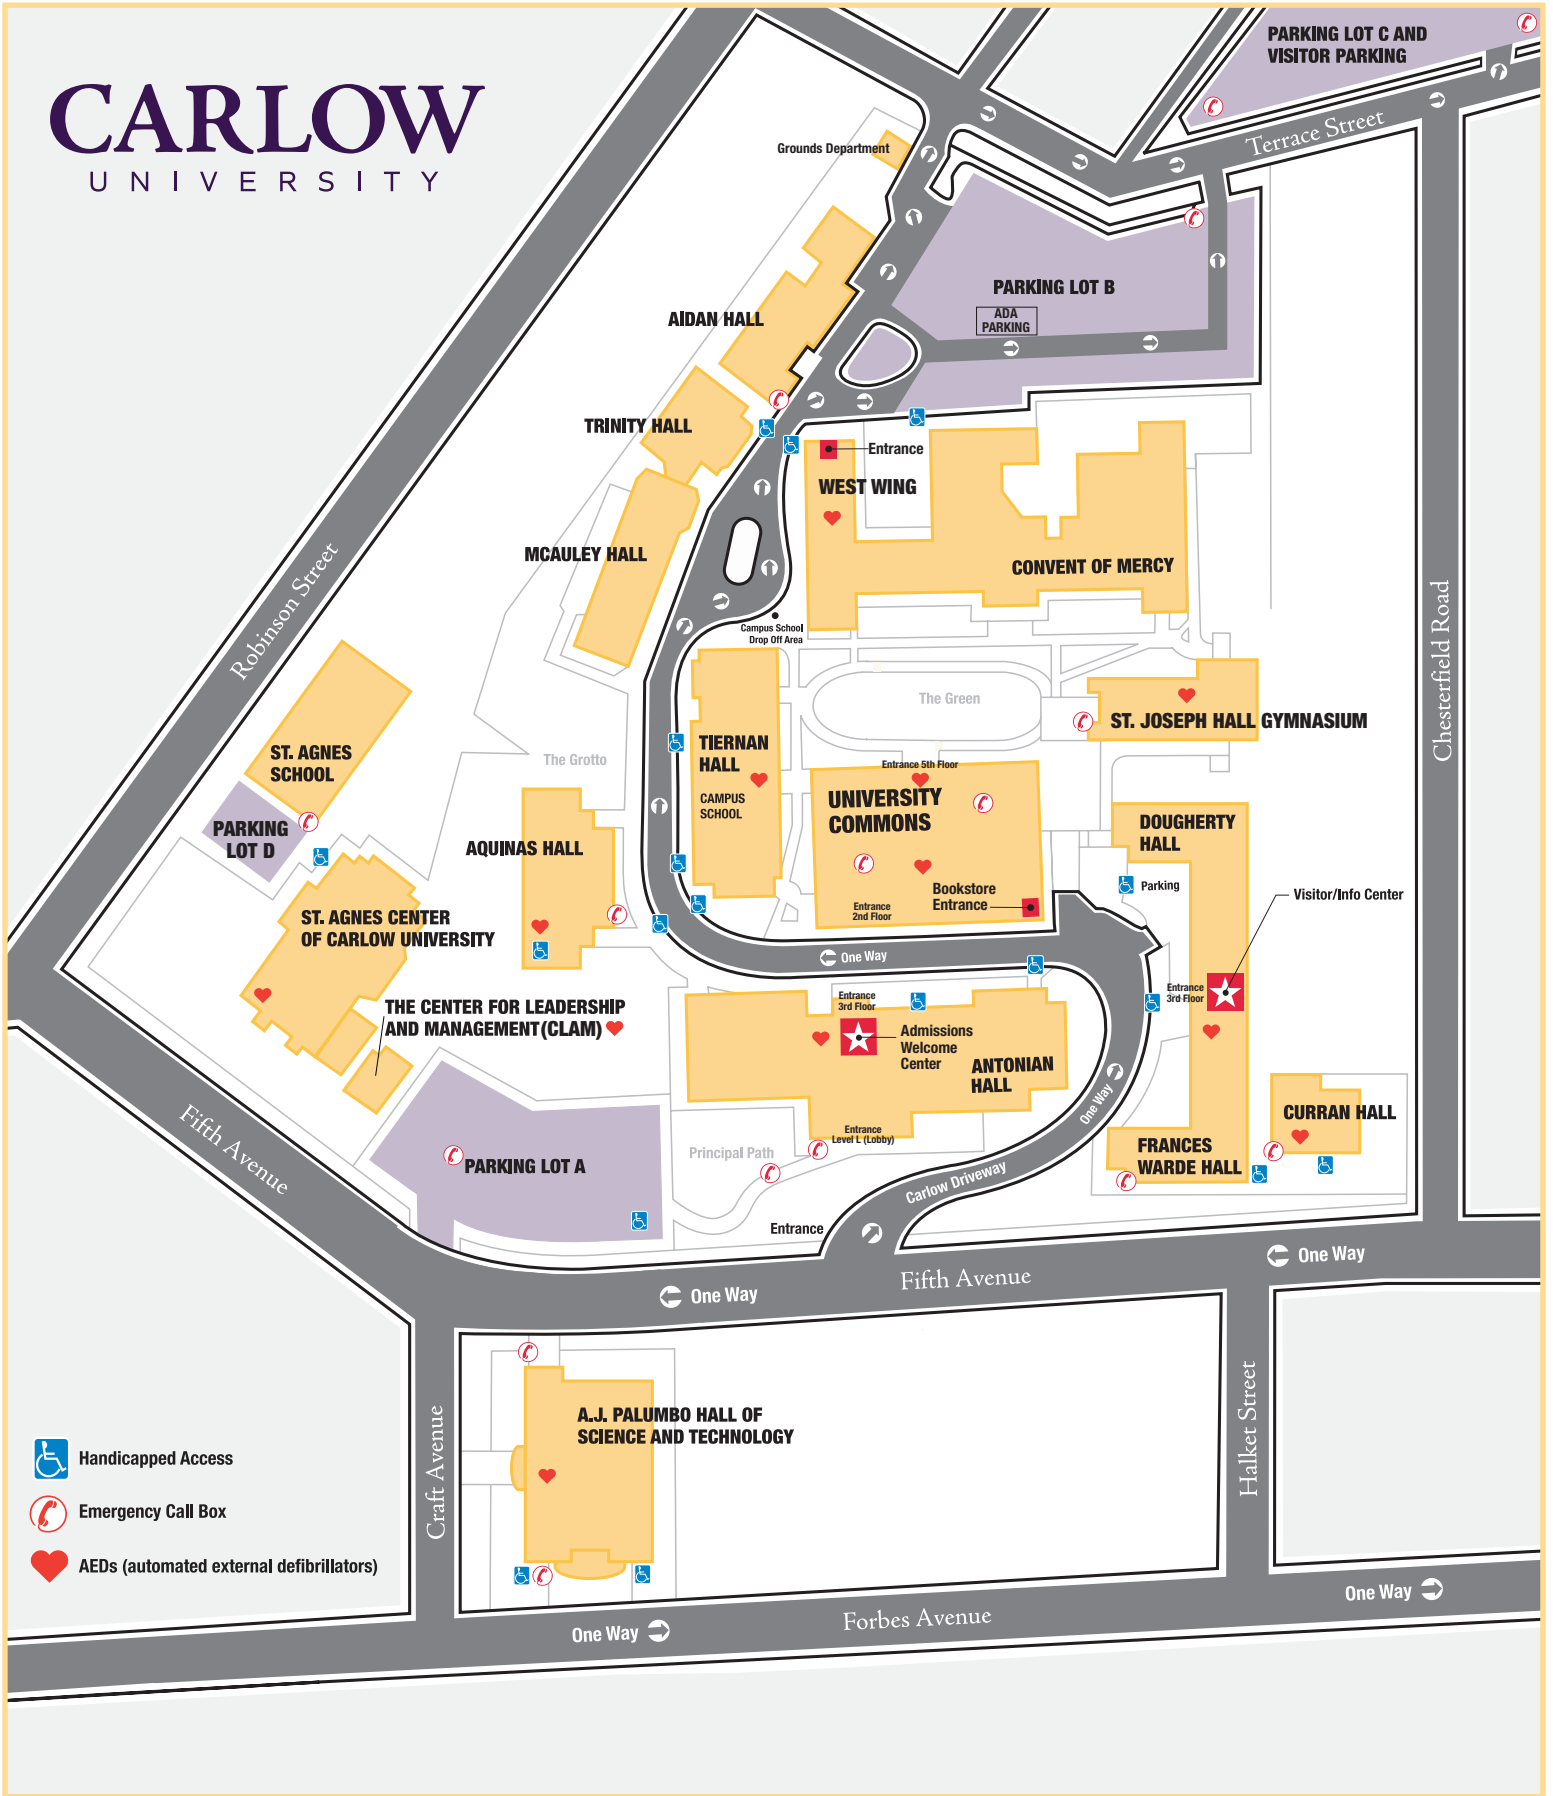 CARLOW
UNIVERSITY
PARKING LOT C AND
VISITOR PARKING
Terrace Street
Grounds Department
PARKING LOT B
ADA
PARKING
AIDAN HALL
TRINITY HALL
Entrance
WEST WING
MCAULEY HALL
CONVENT OF MERCY
Robinson Street
Chesterfield Road
Campus School
Drop Off Area
The Green
ST. JOSEPH HALL GYMNASIUM
ST. AGNES
SCHOOL
The Grotto
TIERNAN
HALL
CAMPUS
SCHOOL
Entrance 5th Floor
UNIVERSITY
COMMONS
PARKING
LOT D
AQUINAS HALL
DOUGHERTY
HALL
Parking
Bookstore
Entrance
Entrance
2nd Floor
Visitor/Info Center
ST. AGNES CENTER
OF CARLOW UNIVERSITY
One Way
Entrance
3rd Floor
Entrance
3rd Floor
THE CENTER FOR LEADERSHIP
AND MANAGEMENT (CLAM)
Admissions
Welcome
Center
ANTONIAN
HALL
One Way
CURRAN HALL
Entrance
Level L (Lobby)
FRANCES
WARDE HALL
Principal Path
PARKING LOT A
Carlow Driveway
Entrance
Fifth Avenue
Fifth Avenue
One Way
One Way
A.J. PALUMBO HALL OF
SCIENCE AND TECHNOLOGY
Craft Avenue
Halket Street
Handicapped Access
Emergency Call Box
AEDs (automated external defibrillators)
One Way
Forbes Avenue
One Way